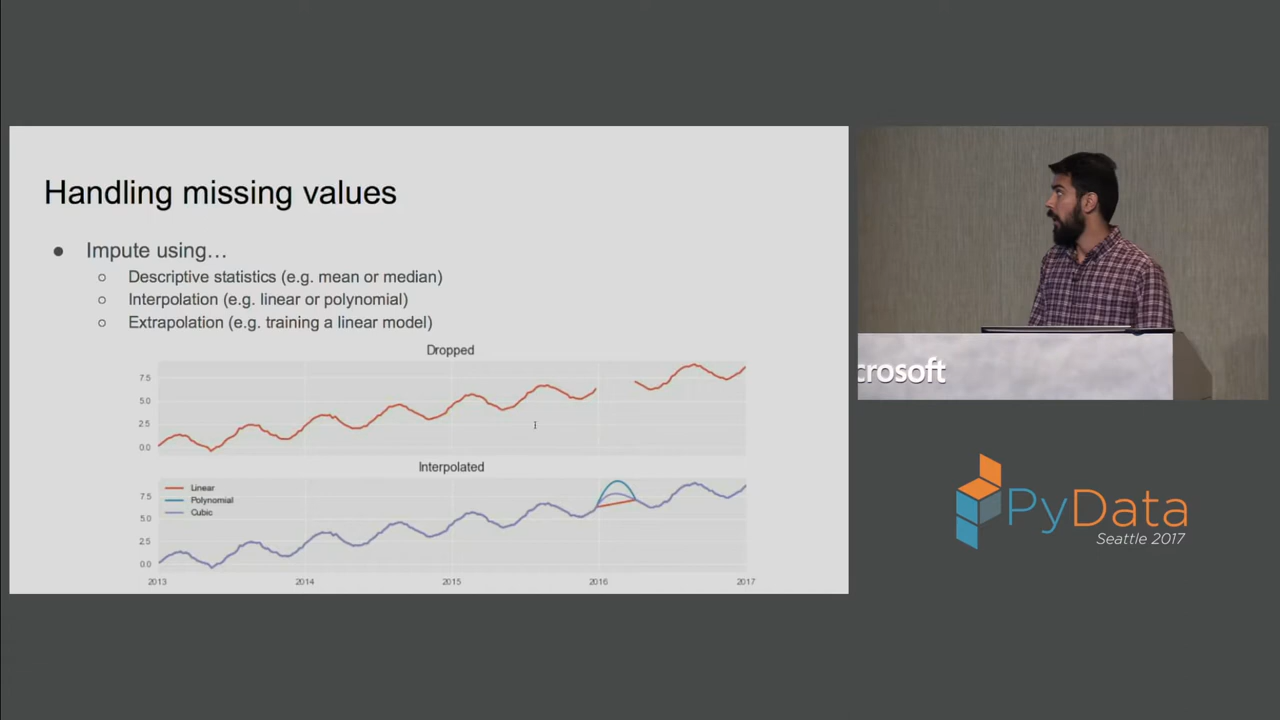 Handling missing values
● Impute using…
○ Descriptive statistics (e.g. mean or median)
○ Interpolation (e.g. linear or polynomial)
○ Extrapolation (e.g. training a linear model)
Dropped
7.5
5.0
2.5
0.0
Interpolated
Linear
Polynomial
Cubic
7.5
5.0
2.5
0.0
2013 2014 2015 2016 2017
crosoft
PyData
Seattle 2017